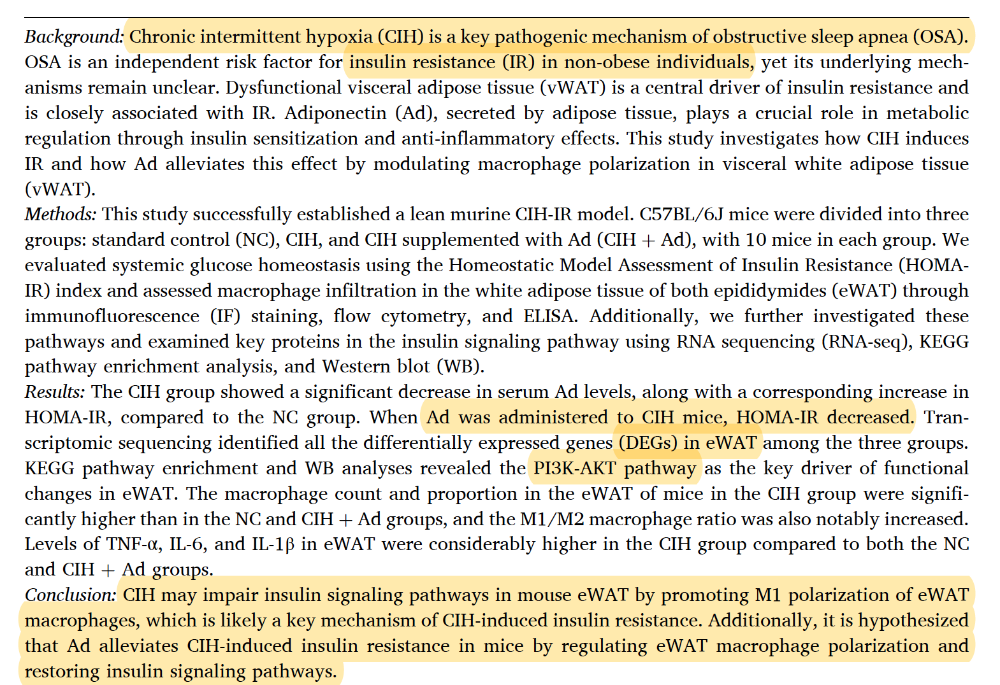 Background: Chronic intermittent hypoxia (CIH) is a key pathogenic mechanism of obstructive sleep apnea (OSA).
OSA is an independent risk factor for insulin resistance (IR) in non-obese individuals, yet its underlying mech-
anisms remain unclear. Dysfunctional visceral adipose tissue (vWAT) is a central driver of insulin resistance and
is closely associated with IR. Adiponectin (Ad), secreted by adipose tissue, plays a crucial role in metabolic
regulation through insulin sensitization and anti-inflammatory effects. This study investigates how CIH induces
IR and how Ad alleviates this effect by modulating macrophage polarization in visceral white adipose tissue
(vWAT).
Methods: This study successfully established a lean murine CIH-IR model. C57BL/6J mice were divided into three
groups: standard control (NC), CIH, and CIH supplemented with Ad (CIH + Ad), with 10 mice in each group. We
evaluated systemic glucose homeostasis using the Homeostatic Model Assessment of Insulin Resistance (HOMA-
IR) index and assessed macrophage infiltration in the white adipose tissue of both epididymides (eWAT) through
immunofluorescence (IF) staining, flow cytometry, and ELISA. Additionally, we further investigated these
pathways and examined key proteins in the insulin signaling pathway using RNA sequencing (RNA-seq), KEGG
pathway enrichment analysis, and Western blot (WB).
Results: The CIH group showed a significant decrease in serum Ad levels, along with a corresponding increase in
HOMA-IR, compared to the NC group. When Ad was administered to CIH mice, HOMA-IR decreased. Tran-
scriptomic sequencing identified all the differentially expressed genes (DEGs) in eWAT among the three groups.
KEGG pathway enrichment and WB analyses revealed the PI3K-AKT pathway as the key driver of functional
changes in eWAT. The macrophage count and proportion in the eWAT of mice in the CIH group were signifi-
cantly higher than in the NC and CIH + Ad groups, and the M1/M2 macrophage ratio was also notably increased.
Levels of TNF-α, IL-6, and IL-1β in eWAT were considerably higher in the CIH group compared to both the NC
and CIH + Ad groups.
Conclusion: CIH may impair insulin signaling pathways in mouse eWAT by promoting M1 polarization of eWAT
macrophages, which is likely a key mechanism of CIH-induced insulin resistance. Additionally, it is hypothesized
that Ad alleviates CIH-induced insulin resistance in mice by regulating eWAT macrophage polarization and
restoring insulin signaling pathways.